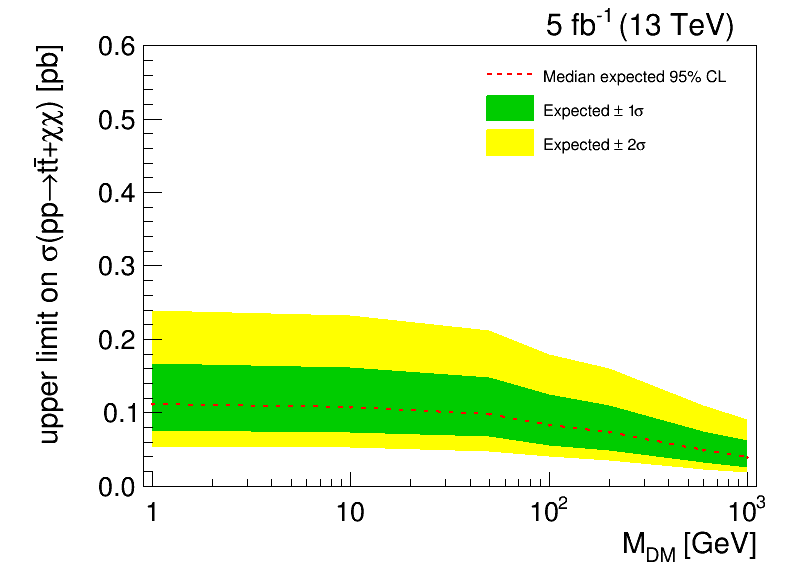 5 fb⁻¹ (13 TeV)
upper limit on σ(pp→tt̄+χχ) [pb]
0.6
0.5
0.4
0.3
0.2
0.1
0.0
Median expected 95% CL
Expected ± 1σ
Expected ± 2σ
1 10 10² 10³
M_DM [GeV]